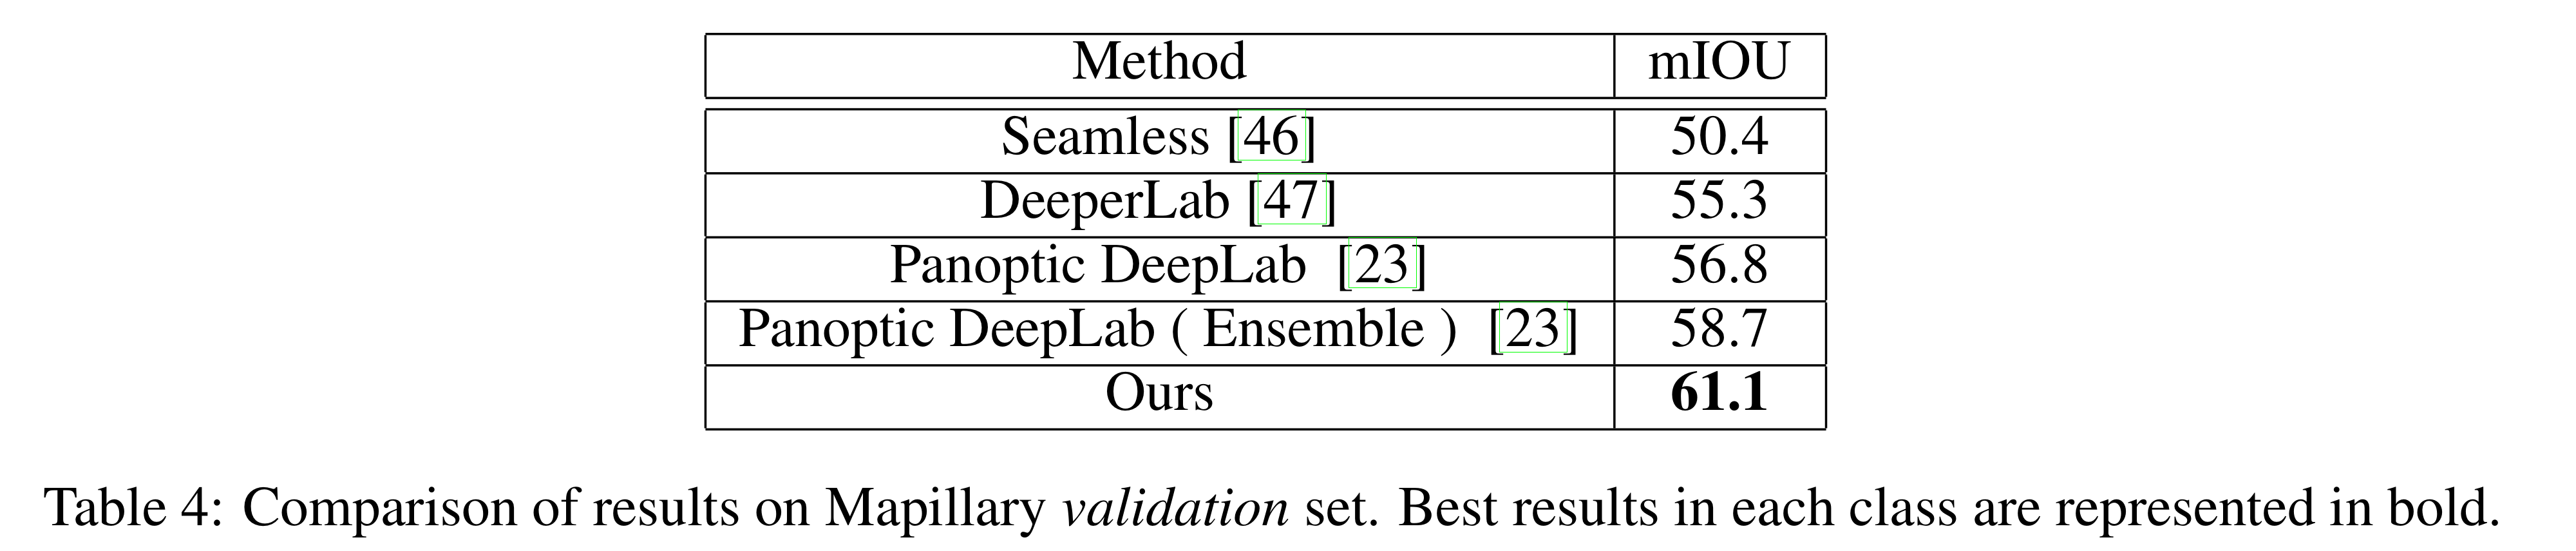 Method mIOU
Seamless [46] 50.4
DeeperLab [47] 55.3
Panoptic DeepLab [23] 56.8
Panoptic DeepLab ( Ensemble ) [23] 58.7
Ours 61.1
Table 4: Comparison of results on Mapillary validation set. Best results in each class are represented in bold.